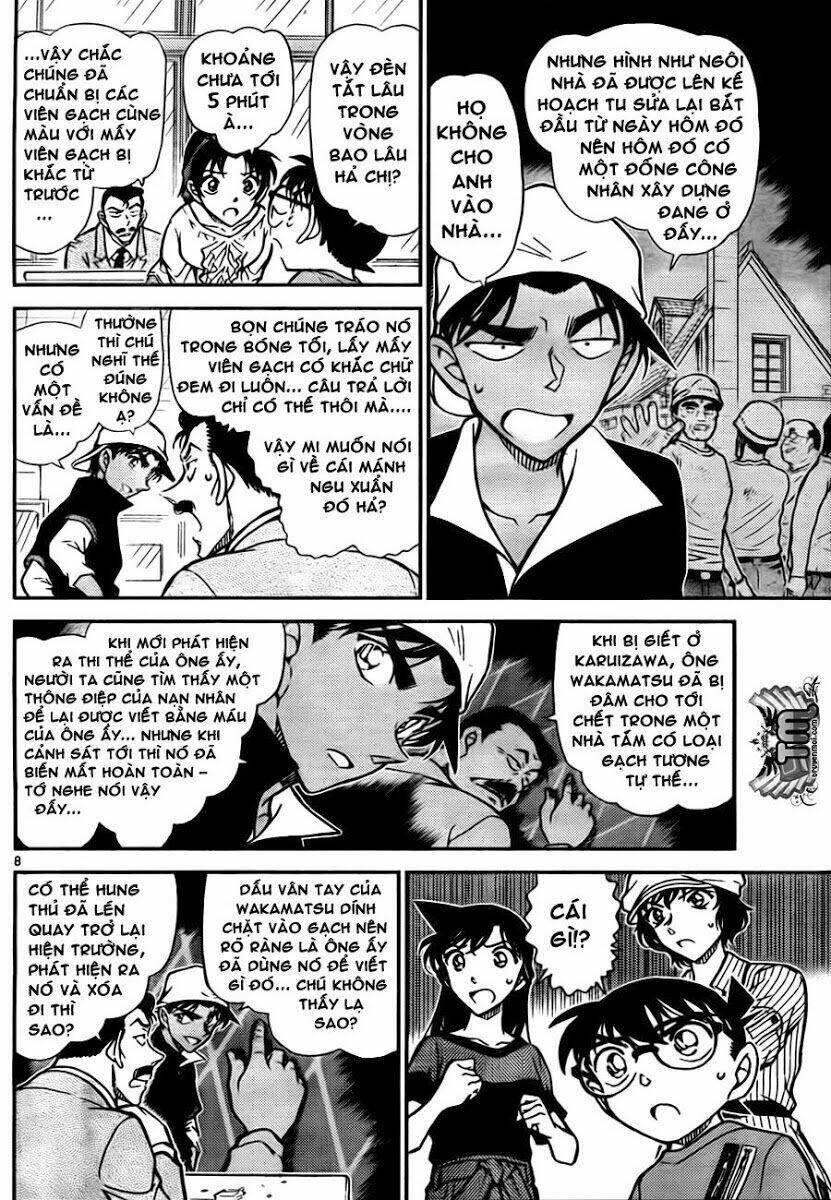 NHƯNG HÌNH NHƯ NGÔI
NHÀ ĐÃ ĐƯỢC LÊN KẾ
HOẠCH TU SỬA LẠI BẮT
ĐẦU TỪ NGÀY HÔM ĐÓ
NÊN HÔM ĐÓ CÓ
MỘT ĐỐNG CÔNG
NHÂN XÂY DỰNG
ĐANG Ở
ĐẤY...
HỌ
KHÔNG
CHO
ANH
VÀO
NHÀ...
VẬY ĐÈN
TẮT LÂU
TRONG
VÒNG
BAO LÂU
HẢ CHỊ?
KHOẢNG
CHƯA TỚI
5 PHÚT
À...
...VẬY CHẮC
CHÚNG ĐÃ
CHUẨN BỊ CÁC
VIÊN GẠCH CÙNG
MÀU VỚI MẤY
VIÊN GẠCH BỊ
KHẮC TỪ
TRƯỚC
...
BỌN CHÚNG TRÁO NÓ
TRONG BÓNG TỐI, LẤY MẤY
VIÊN GẠCH CÓ KHẮC CHỮ
ĐEM ĐI LUÔN... CÂU TRẢ LỜI
CHỈ CÓ THẾ THÔI MÀ....
VẬY MI MUỐN NÓI
GÌ VỀ CÁI MÁNH
NGU XUẨN
ĐÓ HẢ?
THƯỜNG
THÌ CHÚ
NGHĨ THẾ
ĐÚNG
KHÔNG
Ạ?
NHƯNG
CÓ
MỘT
VẤN ĐỀ
LÀ...
KHI BỊ GIẾT Ở
KARUIZAWA, ÔNG
WAKAMATSU ĐÃ BỊ
ĐÂM CHO TỚI
CHẾT TRONG MỘT
NHÀ TẮM CÓ LOẠI
GẠCH TƯƠNG
TỰ THẾ...
KHI MỚI PHÁT HIỆN
RA THI THỂ CỦA ÔNG ẤY,
NGƯỜI TA CŨNG TÌM THẤY MỘT
THÔNG ĐIỆP CỦA NẠN NHÂN
ĐỂ LẠI ĐƯỢC VIẾT BẰNG MÁU
CỦA ÔNG ẤY... NHƯNG KHI
CẢNH SÁT TỚI THÌ NÓ ĐÃ
BIẾN MẤT HOÀN TOÀN –
TỚ NGHE NÓI VẬY
ĐẤY...
TM
truyenmoi.com
8
CÁI
GÌ!?
DẤU VÂN TAY CỦA
WAKAMATSU DÍNH
CHẶT VÀO GẠCH NÊN
RÕ RÀNG LÀ ÔNG ẤY
ĐÃ DÙNG NÓ ĐỂ VIẾT
GÌ ĐÓ... CHÚ KHÔNG
THẤY LẠ
SAO?
CÓ THỂ HUNG
THỦ ĐÃ LÉN
QUAY TRỞ LẠI
HIỆN TRƯỜNG,
PHÁT HIỆN RA
NÓ VÀ XÓA
ĐI THÌ
SAO?